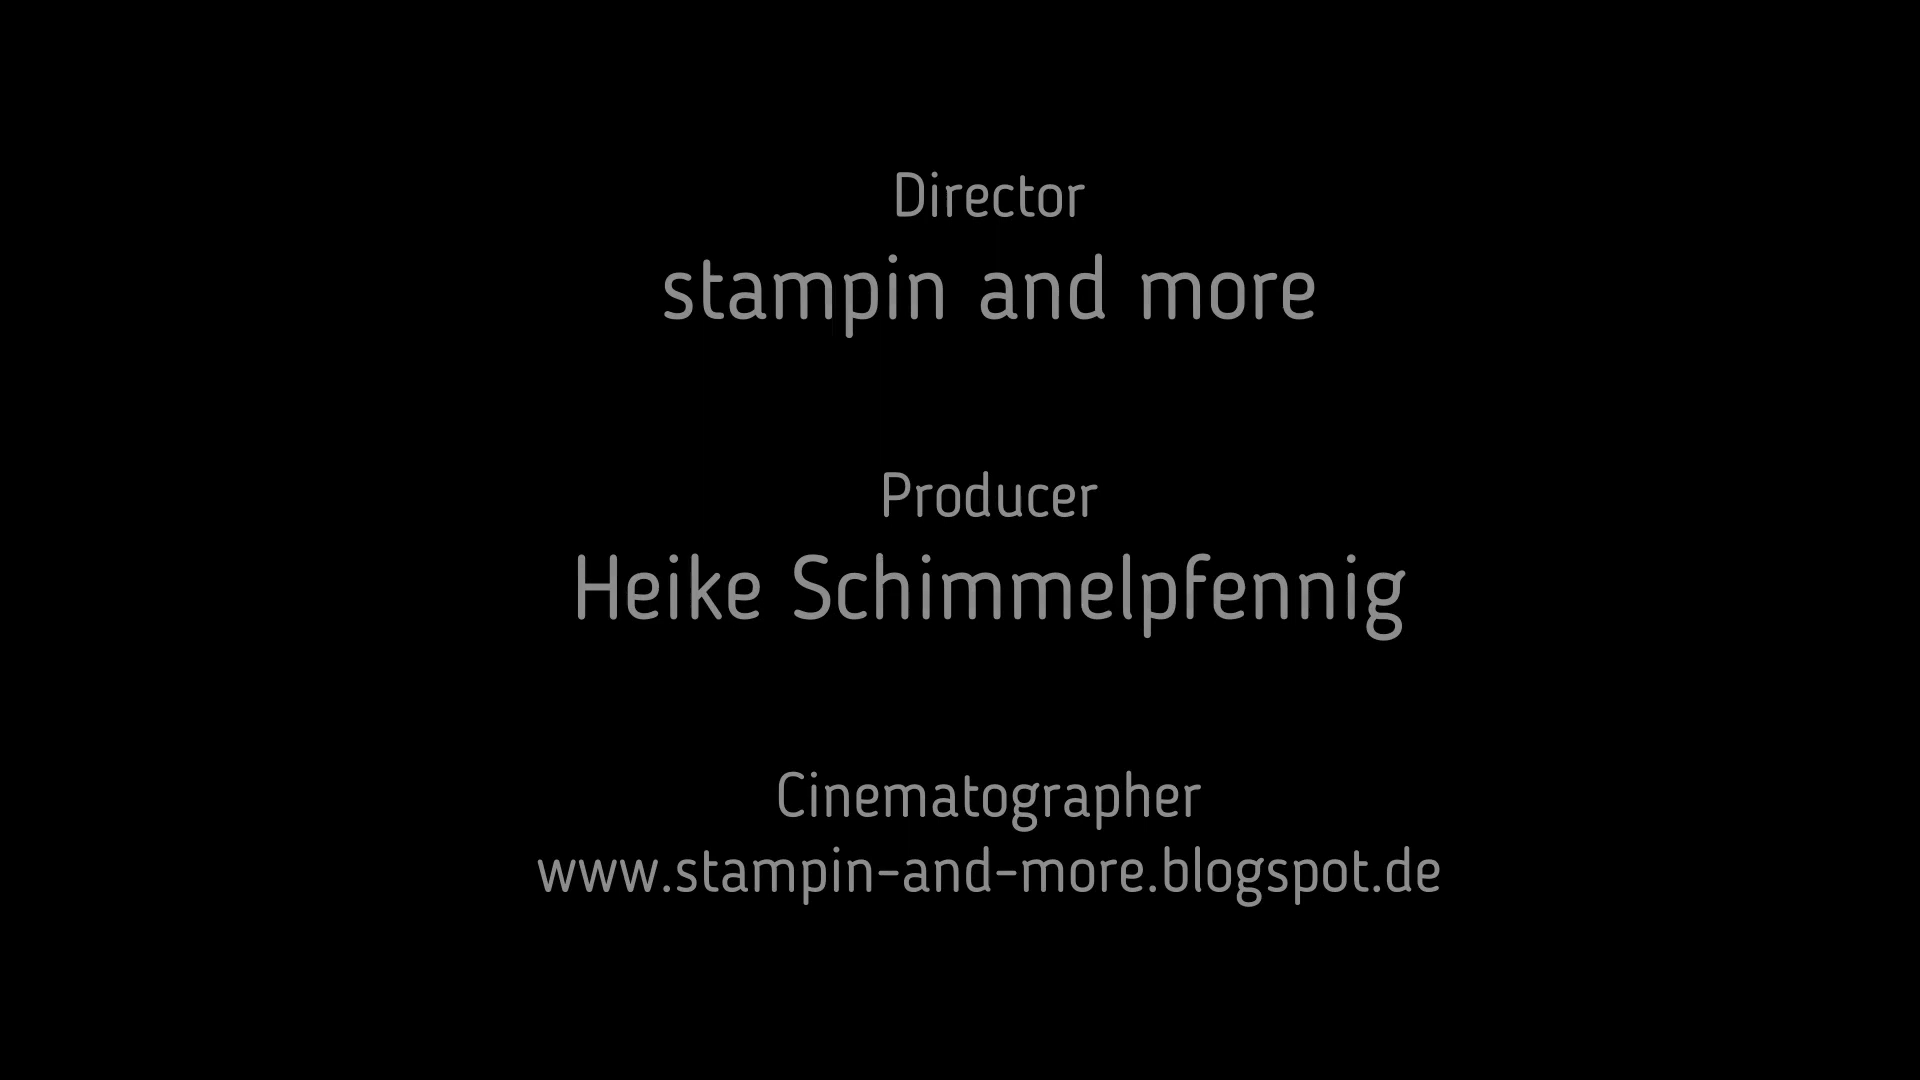 Director
stampin and more
Producer
Heike Schimmelpfennig
Cinematographer
www.stampin-and-more.blogspot.de